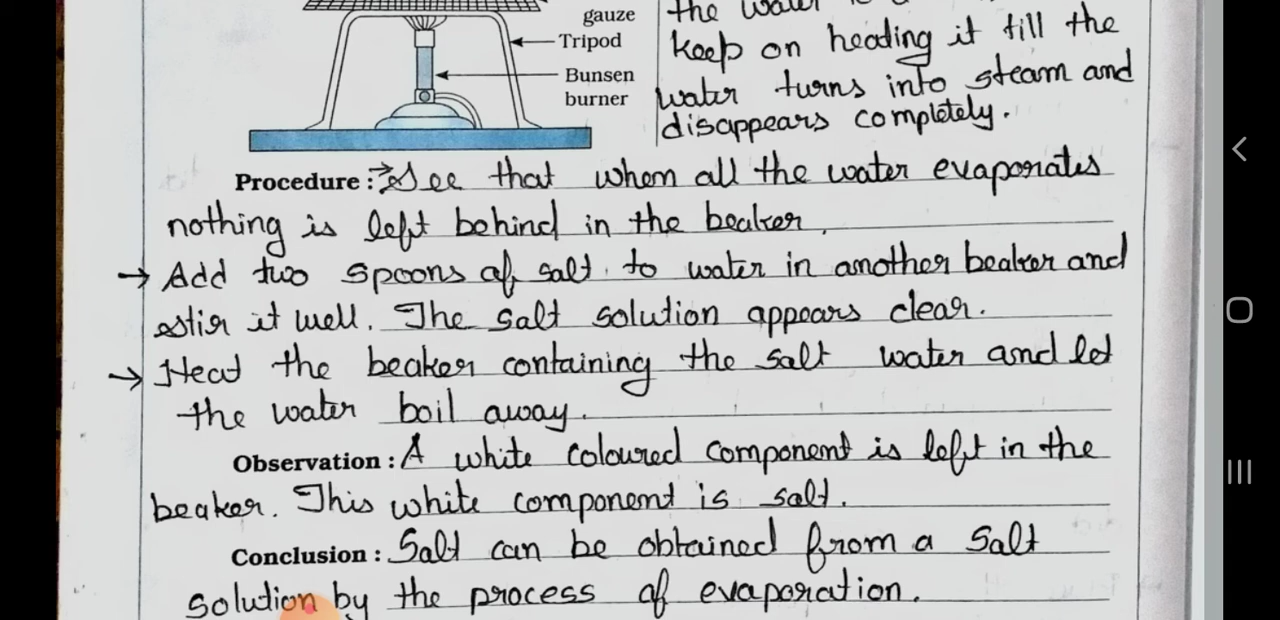 gauze
Tripod
Bunsen
burner
the water is
keep on heating it till the
water turns into steam and
disappears completely.
Procedure :→ See that when all the water evaporates
nothing is left behind in the beaker.
→ Add two spoons of salt to water in another beaker and
stir it well. The salt solution appears clear.
→ Heat the beaker containing the salt water and let
the water boil away.
Observation : A white coloured component is left in the
beaker. This white component is salt.
Conclusion : Salt can be obtained from a Salt
solution by the process of evaporation.